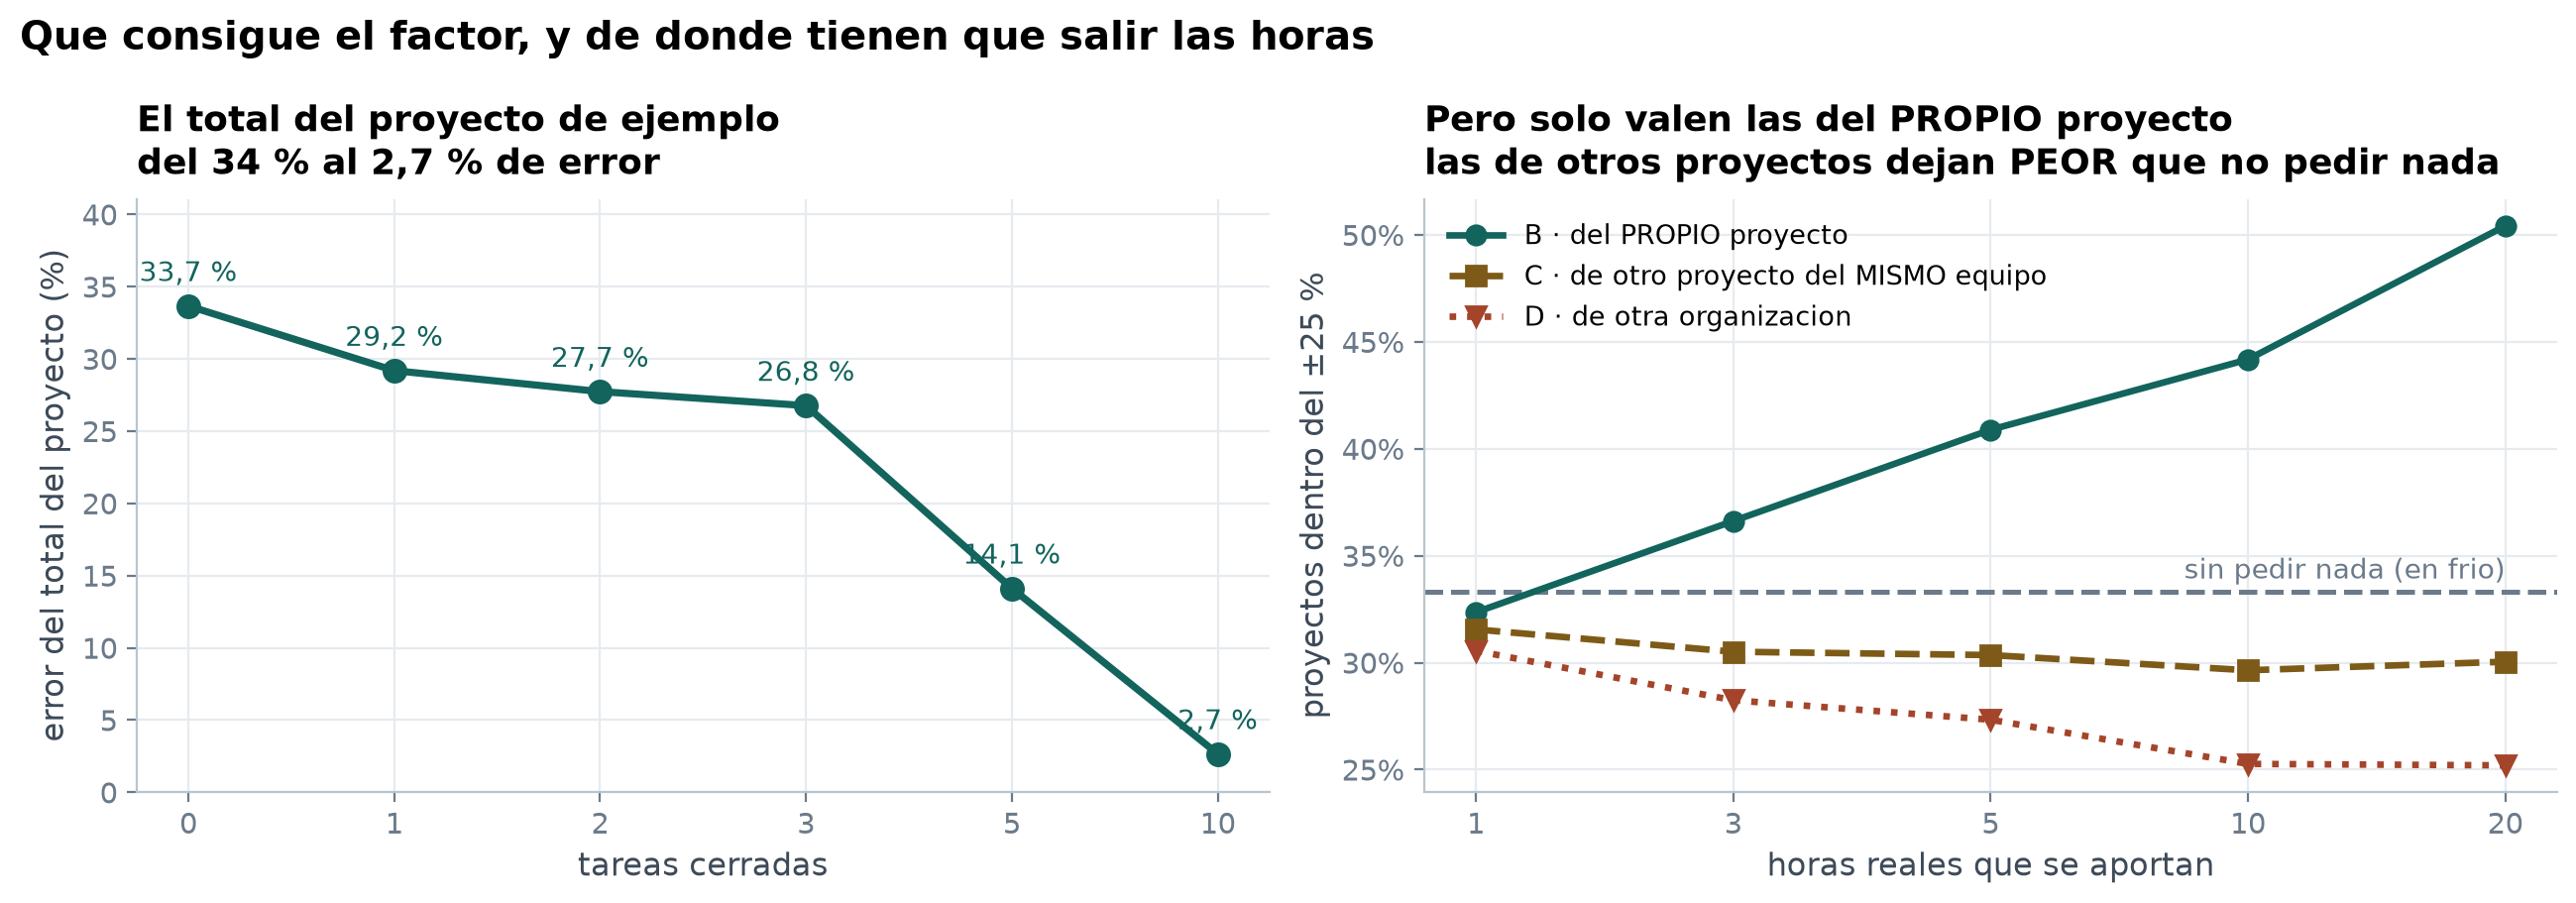 Que consigue el factor, y de donde tienen que salir las horas
El total del proyecto de ejemplo
del 34 % al 2,7 % de error
error del total del proyecto (%)
40
35
30
25
20
15
10
5
0
33,7 %
29,2 %
27,7 %
26,8 %
14,1 %
2,7 %
0
1
2
3
5
10
tareas cerradas
Pero solo valen las del PROPIO proyecto
las de otros proyectos dejan PEOR que no pedir nada
proyectos dentro del ±25 %
50%
45%
40%
35%
30%
25%
B · del PROPIO proyecto
C · de otro proyecto del MISMO equipo
D · de otra organizacion
sin pedir nada (en frio)
1
3
5
10
20
horas reales que se aportan